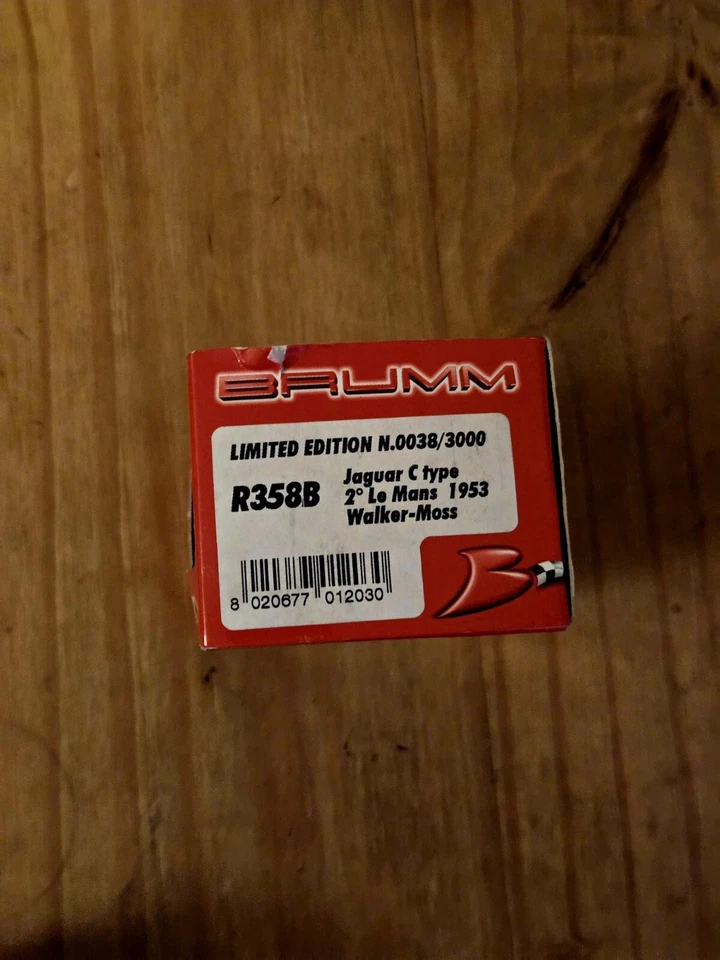 BRUMM
LIMITED EDITION N.0038/3000
R358B
Jaguar C type
2° Le Mans 1953
Walker-Moss
8 020677 012030
B